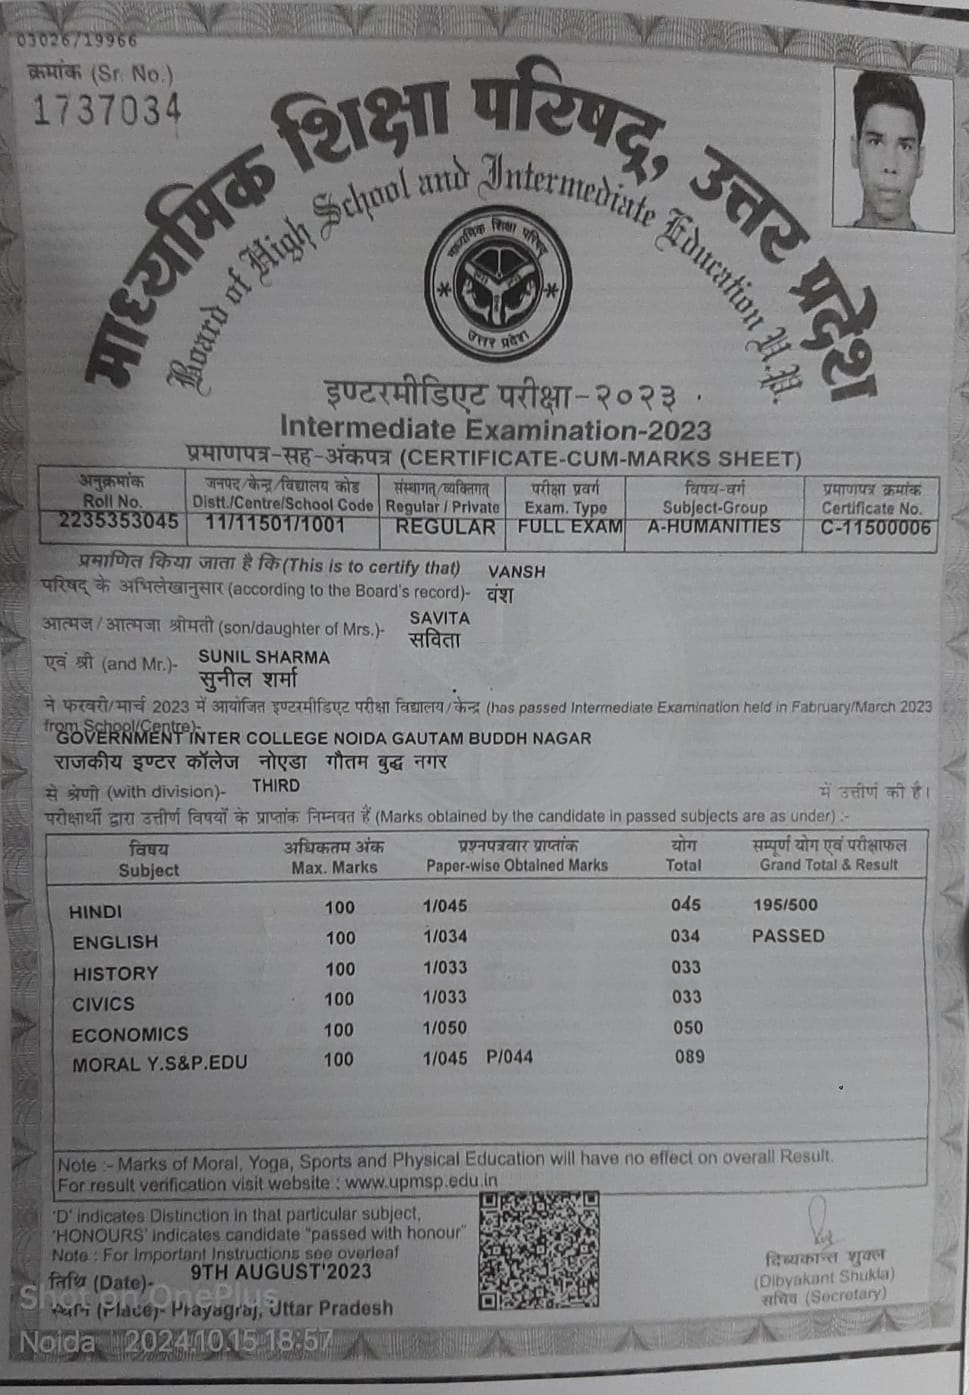 03026/19966
क्रमांक (Sr. No.)
1737034
माध्यमिक शिक्षा परिषद्, उत्तर प्रदेश
Board of High School and Intermediate Education U.P.
माध्यमिक शिक्षा परिषद्
उत्तर प्रदेश
इण्टरमीडिएट परीक्षा-२०२३
Intermediate Examination-2023
प्रमाणपत्र-सह-अंकपत्र (CERTIFICATE-CUM-MARKS SHEET)
अनुक्रमांक जनपद/केन्द्र/विद्यालय कोड संस्थागत/व्यक्तिगत परीक्षा प्रवर्ग विषय-वर्ग प्रमाणपत्र क्रमांक
Roll No. Distt./Centre/School Code Regular / Private Exam. Type Subject-Group Certificate No.
2235353045 11/11501/1001 REGULAR FULL EXAM A-HUMANITIES C-11500006
प्रमाणित किया जाता है कि (This is to certify that) VANSH
परिषद् के अभिलेखानुसार (according to the Board's record)- वंश
SAVITA
आत्मज/आत्मजा श्रीमती (son/daughter of Mrs.)- सविता
SUNIL SHARMA
एवं श्री (and Mr.)- सुनील शर्मा
ने फरवरी/मार्च 2023 में आयोजित इण्टरमीडिएट परीक्षा विद्यालय/केन्द्र (has passed Intermediate Examination held in Fabruary/March 2023
from School/Centre)-
GOVERNMENT INTER COLLEGE NOIDA GAUTAM BUDDH NAGAR
राजकीय इण्टर कॉलेज नोएडा गौतम बुद्ध नगर
से श्रेणी (with division)- THIRD में उत्तीर्ण की है।
परीक्षार्थी द्वारा उत्तीर्ण विषयों के प्राप्तांक निम्नवत हैं (Marks obtained by the candidate in passed subjects are as under) :-
विषय अधिकतम अंक प्रश्नपत्रवार प्राप्तांक योग सम्पूर्ण योग एवं परीक्षाफल
Subject Max. Marks Paper-wise Obtained Marks Total Grand Total & Result
HINDI 100 1/045 045 195/500
ENGLISH 100 1/034 034 PASSED
HISTORY 100 1/033 033
CIVICS 100 1/033 033
ECONOMICS 100 1/050 050
MORAL Y.S&P.EDU 100 1/045 P/044 089
Note :- Marks of Moral, Yoga, Sports and Physical Education will have no effect on overall Result.
For result verification visit website : www.upmsp.edu.in
'D' indicates Distinction in that particular subject,
'HONOURS' indicates candidate "passed with honour"
Note : For Important Instructions see overleaf
तिथि (Date)- 9TH AUGUST'2023
स्थान (Place)- Prayagraj, Uttar Pradesh
दिब्यकान्त शुक्ल
(Dibyakant Shukla)
सचिव (Secretary)
Shot on OnePlus
Noida 2024.10.15 18:57